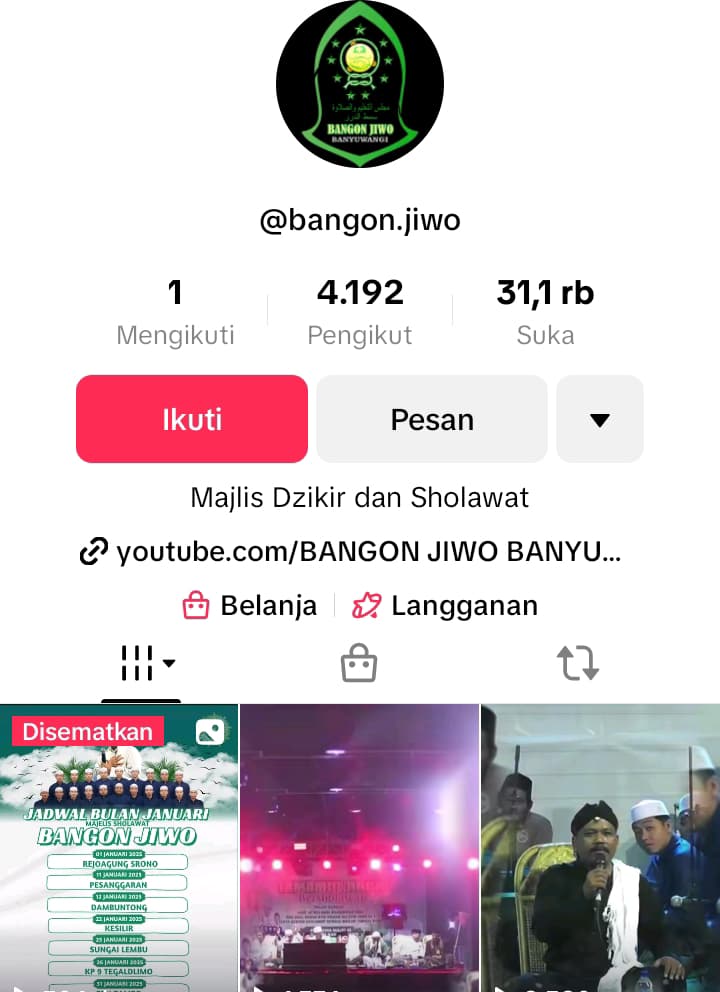 BANGON JIWO
BANYUWANGI
@bangon.jiwo
1
4.192
31,1 rb
Mengikuti
Pengikut
Suka
Ikuti
Pesan
Majlis Dzikir dan Sholawat
youtube.com/BANGON JIWO BANYU...
Belanja
Langganan
Disematkan
JADWAL BULAN JANUARI
MAJELIS SHOLAWAT
BANGON JIWO
01 JANUARI 2025
REJOAGUNG SRONO
11 JANUARI 2025
PESANGGARAN
12 JANUARI 2025
DAMBUNTONG
22 JANUARI 2025
KESILIR
25 JANUARI 2025
SUNGAI LEMBU
26 JANUARI 2025
KP 9 TEGALDLIMO
31 JANUARI 2025